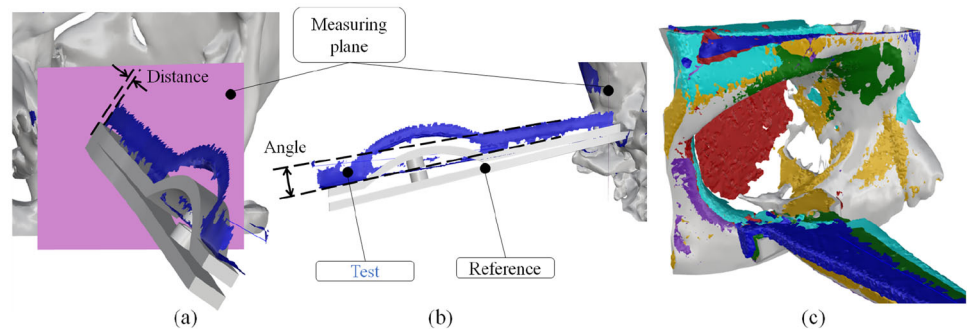 Measuring
plane
Distance
Angle
Test
Reference
(a)
(b)
(c)